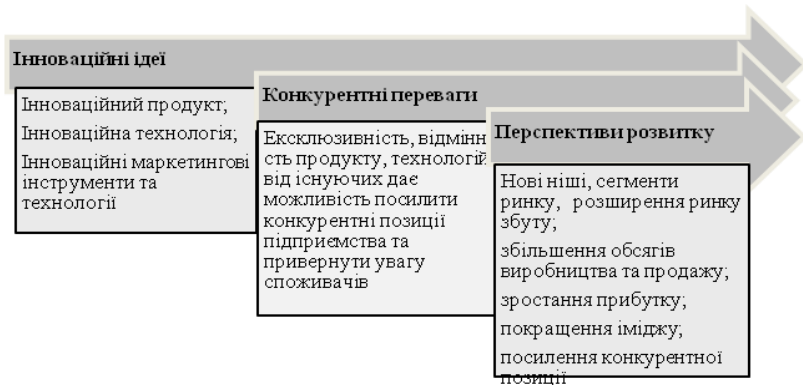 Інноваційні ідеї
Інноваційний продукт;
Інноваційна технологія;
Інноваційні маркетингові
інструменти та
технології
Конкурентні переваги
Ексклюзивність, відмінн
сть продукту, технологій
від існуючих дає
можливість посилити
конкурентні позиції
підприємства та
привернути увагу
споживачів
Перспективи розвитку
Нові ніші, сегменти
ринку, розширення ринку
збуту;
збільшення обсягів
виробництва та продажу;
зростання прибутку;
покращення іміджу;
посилення конкурентної
позиції